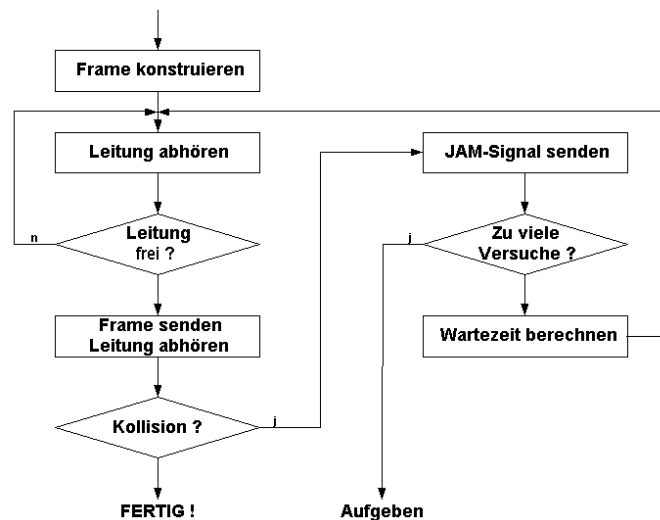 Frame konstruieren
Leitung abhören
n
Leitung
frei ?
Frame senden
Leitung abhören
Kollision ?
j
FERTIG !
JAM-Signal senden
j
Zu viele
Versuche ?
Wartezeit berechnen
Aufgeben